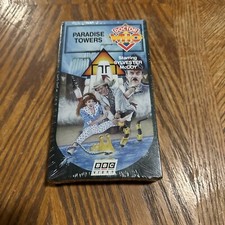 PARADISE
TOWERS
DOCTOR
WHO
Starring
SYLVESTER
McCOY
BBC
VIDEO